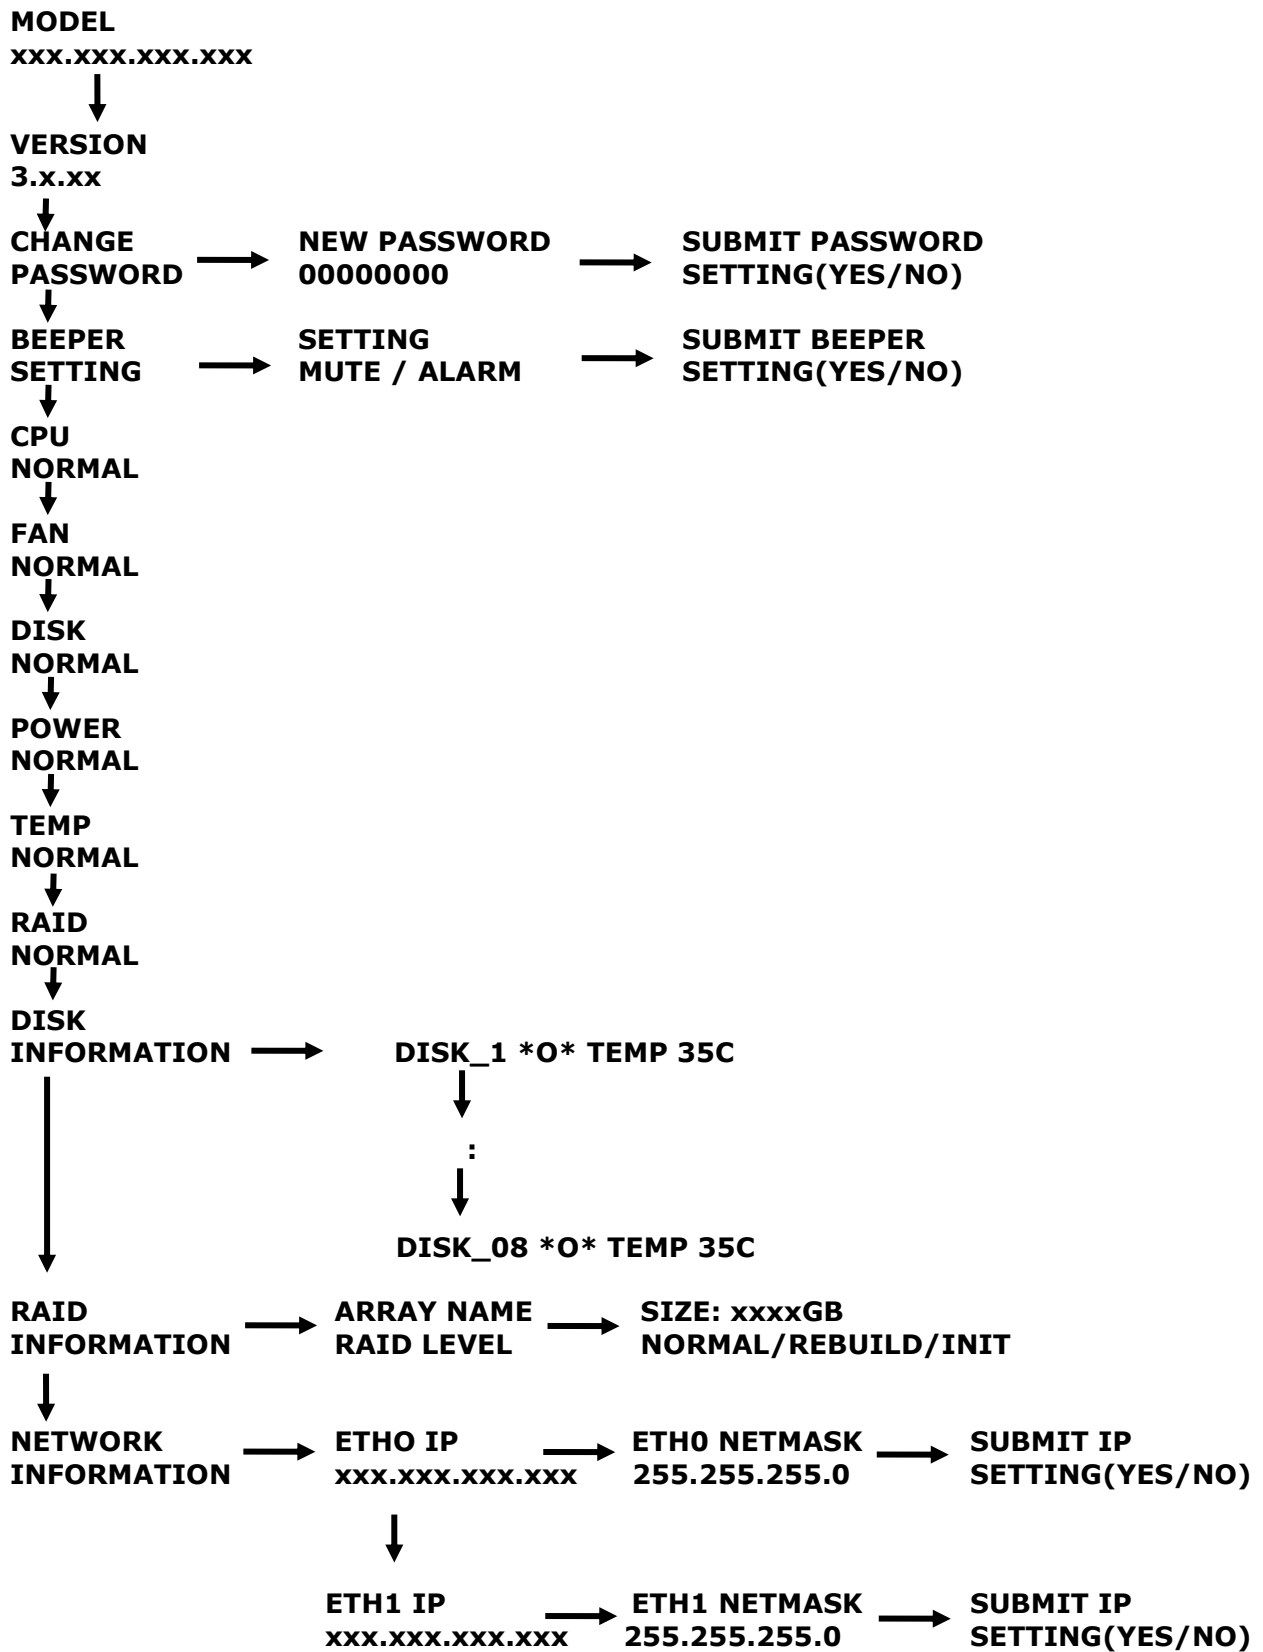 MODEL
xxx.xxx.xxx.xxx
VERSION
3.x.xx
CHANGE NEW PASSWORD SUBMIT PASSWORD
PASSWORD 00000000 SETTING(YES/NO)
BEEPER SETTING SUBMIT BEEPER
SETTING MUTE / ALARM SETTING(YES/NO)
CPU
NORMAL
FAN
NORMAL
DISK
NORMAL
POWER
NORMAL
TEMP
NORMAL
RAID
NORMAL
DISK
INFORMATION DISK_1 *O* TEMP 35C
:
DISK_08 *O* TEMP 35C
RAID ARRAY NAME SIZE: xxxxGB
INFORMATION RAID LEVEL NORMAL/REBUILD/INIT
NETWORK ETHO IP ETH0 NETMASK SUBMIT IP
INFORMATION xxx.xxx.xxx.xxx 255.255.255.0 SETTING(YES/NO)
ETH1 IP ETH1 NETMASK SUBMIT IP
xxx.xxx.xxx.xxx 255.255.255.0 SETTING(YES/NO)